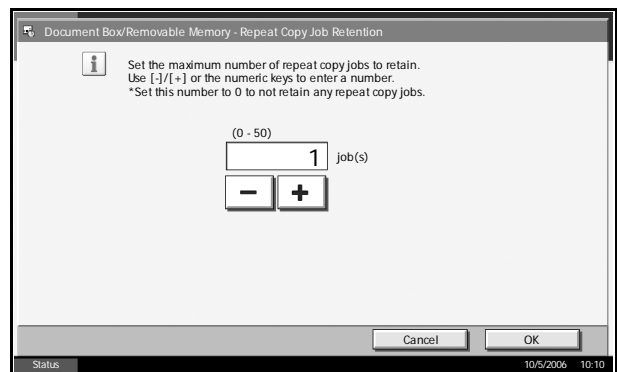 Document Box/Removable Memory - Repeat Copy Job Retention
Set the maximum number of repeat copy jobs to retain.
Use [-]/[+] or the numeric keys to enter a number.
*Set this number to 0 to not retain any repeat copy jobs.
(0 - 50)
1 job(s)
− +
Cancel OK
Status 10/5/2006 10:10